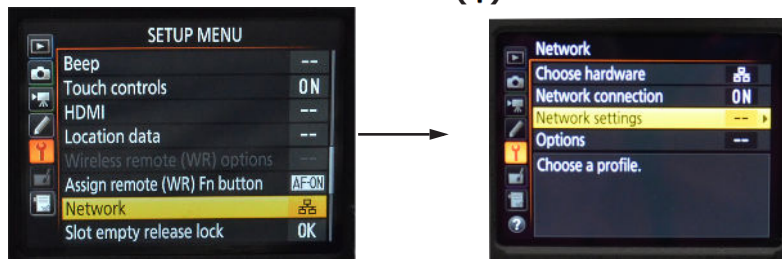 SETUP MENU
Beep --
Touch controls ON
HDMI --
Location data --
Wireless remote (WR) options --
Assign remote (WR) Fn button AF-ON
Network
Slot empty release lock OK
Network
Choose hardware
Network connection ON
Network settings --
Options --
Choose a profile.
?